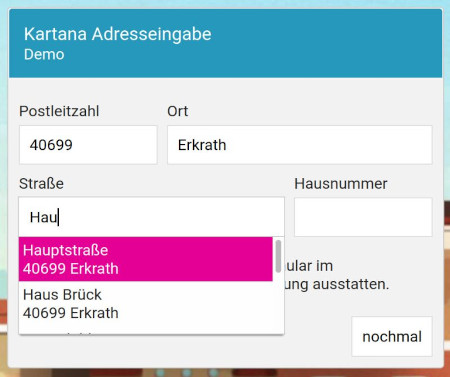 Kartana Adresseingabe
Demo
Postleitzahl
Ort
40699
Erkrath
Straße
Hausnummer
Hau
Hauptstraße
40699 Erkrath
Haus Brück
40699 Erkrath
ular im
ung ausstatten.
nochmal